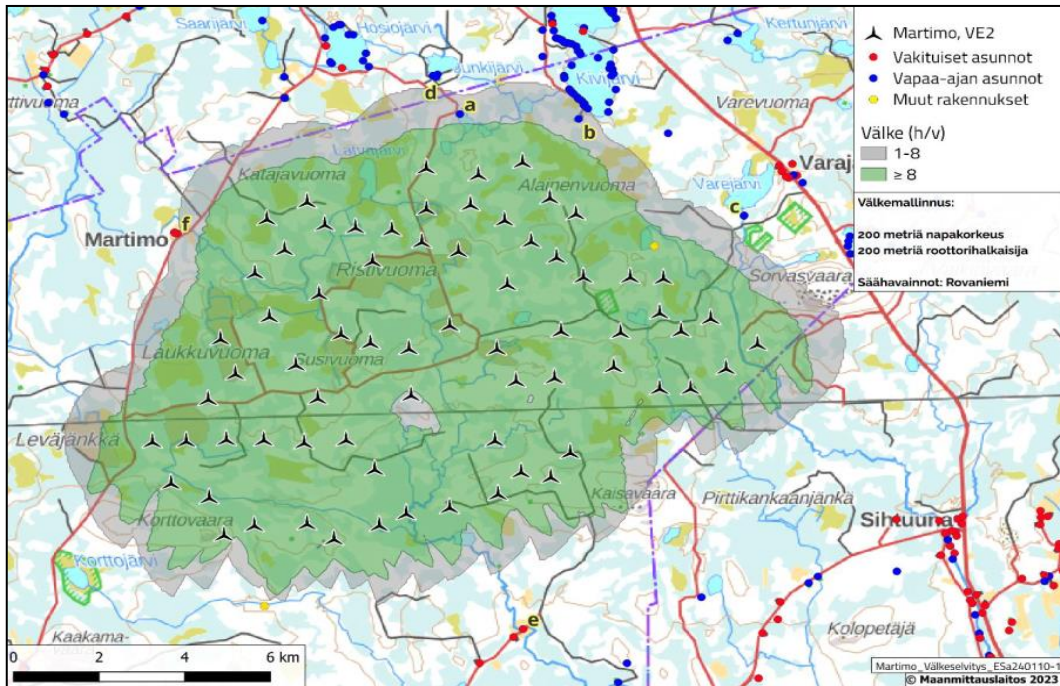 Saarijärvi
Hosiojärvi
Kertunjärvi
Junkijärvi
Kivijärvi
d
a
b
Varevuoma
Latvajärvi
Katajavuoma
Alainenvuoma
Varejärvi
Varaj
c
f
Martimo
Ristivuoma
Sorvasvaara
Laukkuvuoma
Susivuoma
Leväjänkkä
Korttovaara
Kaisavaara
Pirttikankaanjänkä
Sihtuuna
Korttojärvi
e
Kaakama-
Kolopetäjä
0 2 4 6 km
Martimo, VE2
Vakituiset asunnot
Vapaa-ajan asunnot
Muut rakennukset
Välke (h/v)
1-8
≥ 8
Välkemallinnus:
200 metriä napakorkeus
200 metriä roottorihalkaisija
Säähavainnot: Rovaniemi
Martimo_Välkeselvitys_ESa240110-1
© Maanmittauslaitos 2023